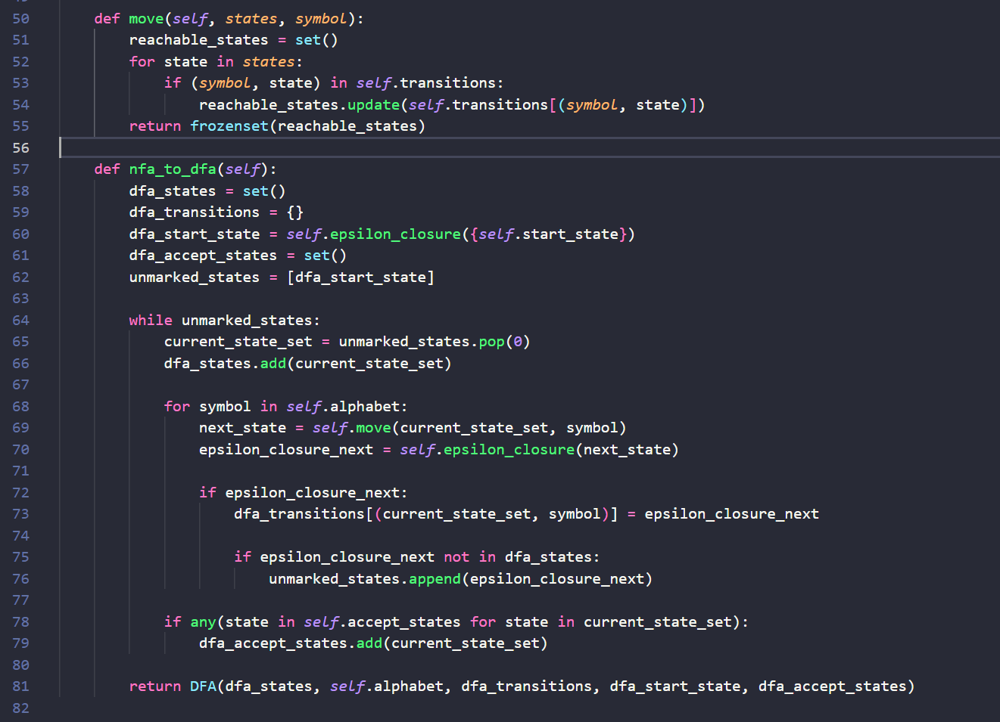 50 def move(self, states, symbol):
51 reachable_states = set()
52 for state in states:
53 if (symbol, state) in self.transitions:
54 reachable_states.update(self.transitions[(symbol, state)])
55 return frozenset(reachable_states)
56
57 def nfa_to_dfa(self):
58 dfa_states = set()
59 dfa_transitions = {}
60 dfa_start_state = self.epsilon_closure({self.start_state})
61 dfa_accept_states = set()
62 unmarked_states = [dfa_start_state]
63
64 while unmarked_states:
65 current_state_set = unmarked_states.pop(0)
66 dfa_states.add(current_state_set)
67
68 for symbol in self.alphabet:
69 next_state = self.move(current_state_set, symbol)
70 epsilon_closure_next = self.epsilon_closure(next_state)
71
72 if epsilon_closure_next:
73 dfa_transitions[(current_state_set, symbol)] = epsilon_closure_next
74
75 if epsilon_closure_next not in dfa_states:
76 unmarked_states.append(epsilon_closure_next)
77
78 if any(state in self.accept_states for state in current_state_set):
79 dfa_accept_states.add(current_state_set)
80
81 return DFA(dfa_states, self.alphabet, dfa_transitions, dfa_start_state, dfa_accept_states)
82